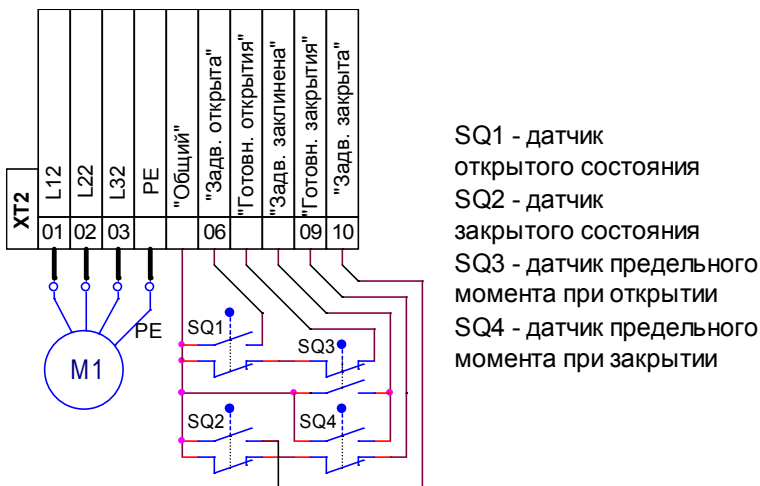 XT2
L12
L22
L32
PE
"Общий"
"Задв. открыта"
"Готовн. открытия"
"Задв. заклинена"
"Готовн. закрытия"
"Задв. закрыта"
01 02 03 06 09 10
PE
M1
SQ1
SQ3
SQ2
SQ4
SQ1 - датчик
открытого состояния
SQ2 - датчик
закрытого состояния
SQ3 - датчик предельного
момента при открытии
SQ4 - датчик предельного
момента при закрытии